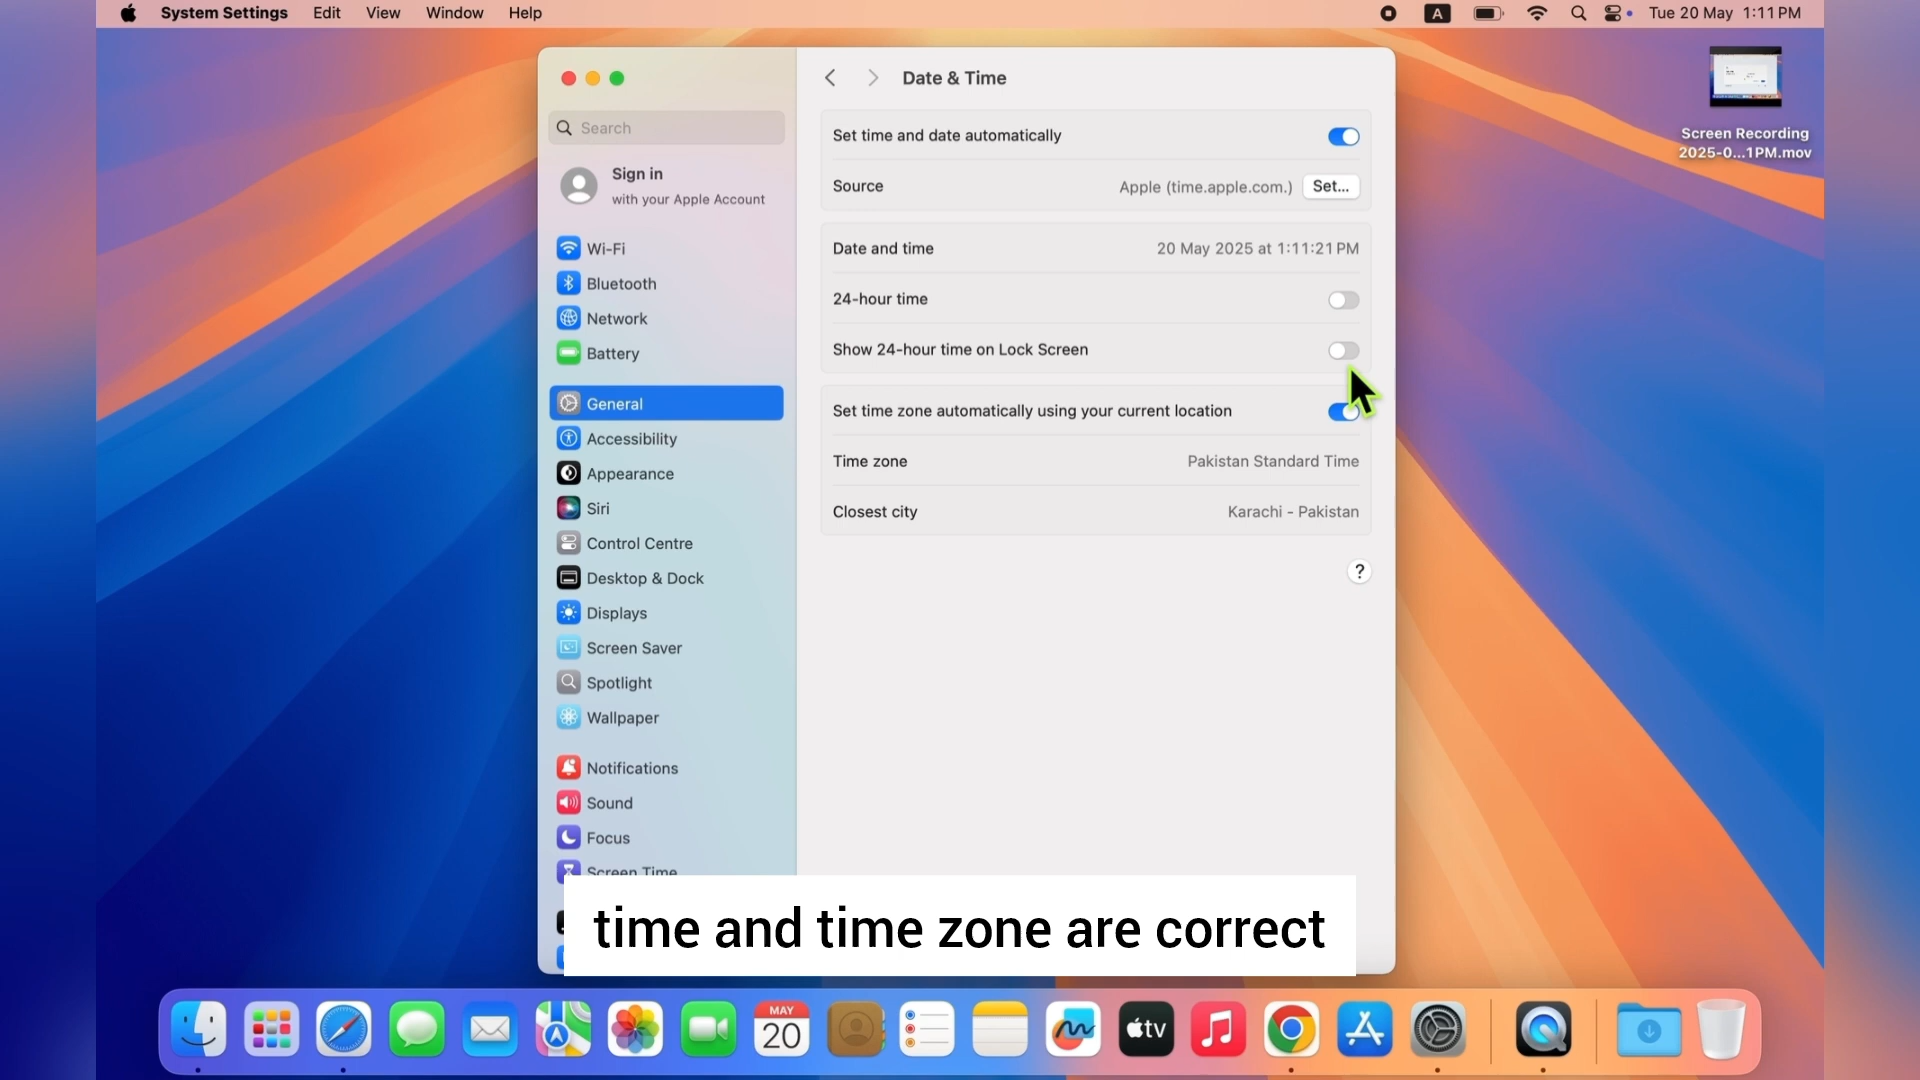 System Settings Edit View Window Help
A
Tue 20 May 1:11 PM
Date & Time
Search
Sign in
with your Apple Account
Wi-Fi
Bluetooth
Network
Battery
General
Accessibility
Appearance
Siri
Control Centre
Desktop & Dock
Displays
Screen Saver
Spotlight
Wallpaper
Notifications
Sound
Focus
Screen Time
Set time and date automatically
Source Apple (time.apple.com.) Set...
Date and time 20 May 2025 at 1:11:21 PM
24-hour time
Show 24-hour time on Lock Screen
Set time zone automatically using your current location
Time zone Pakistan Standard Time
Closest city Karachi - Pakistan
?
Screen Recording
2025-0...1PM.mov
time and time zone are correct
MAY
20
tv